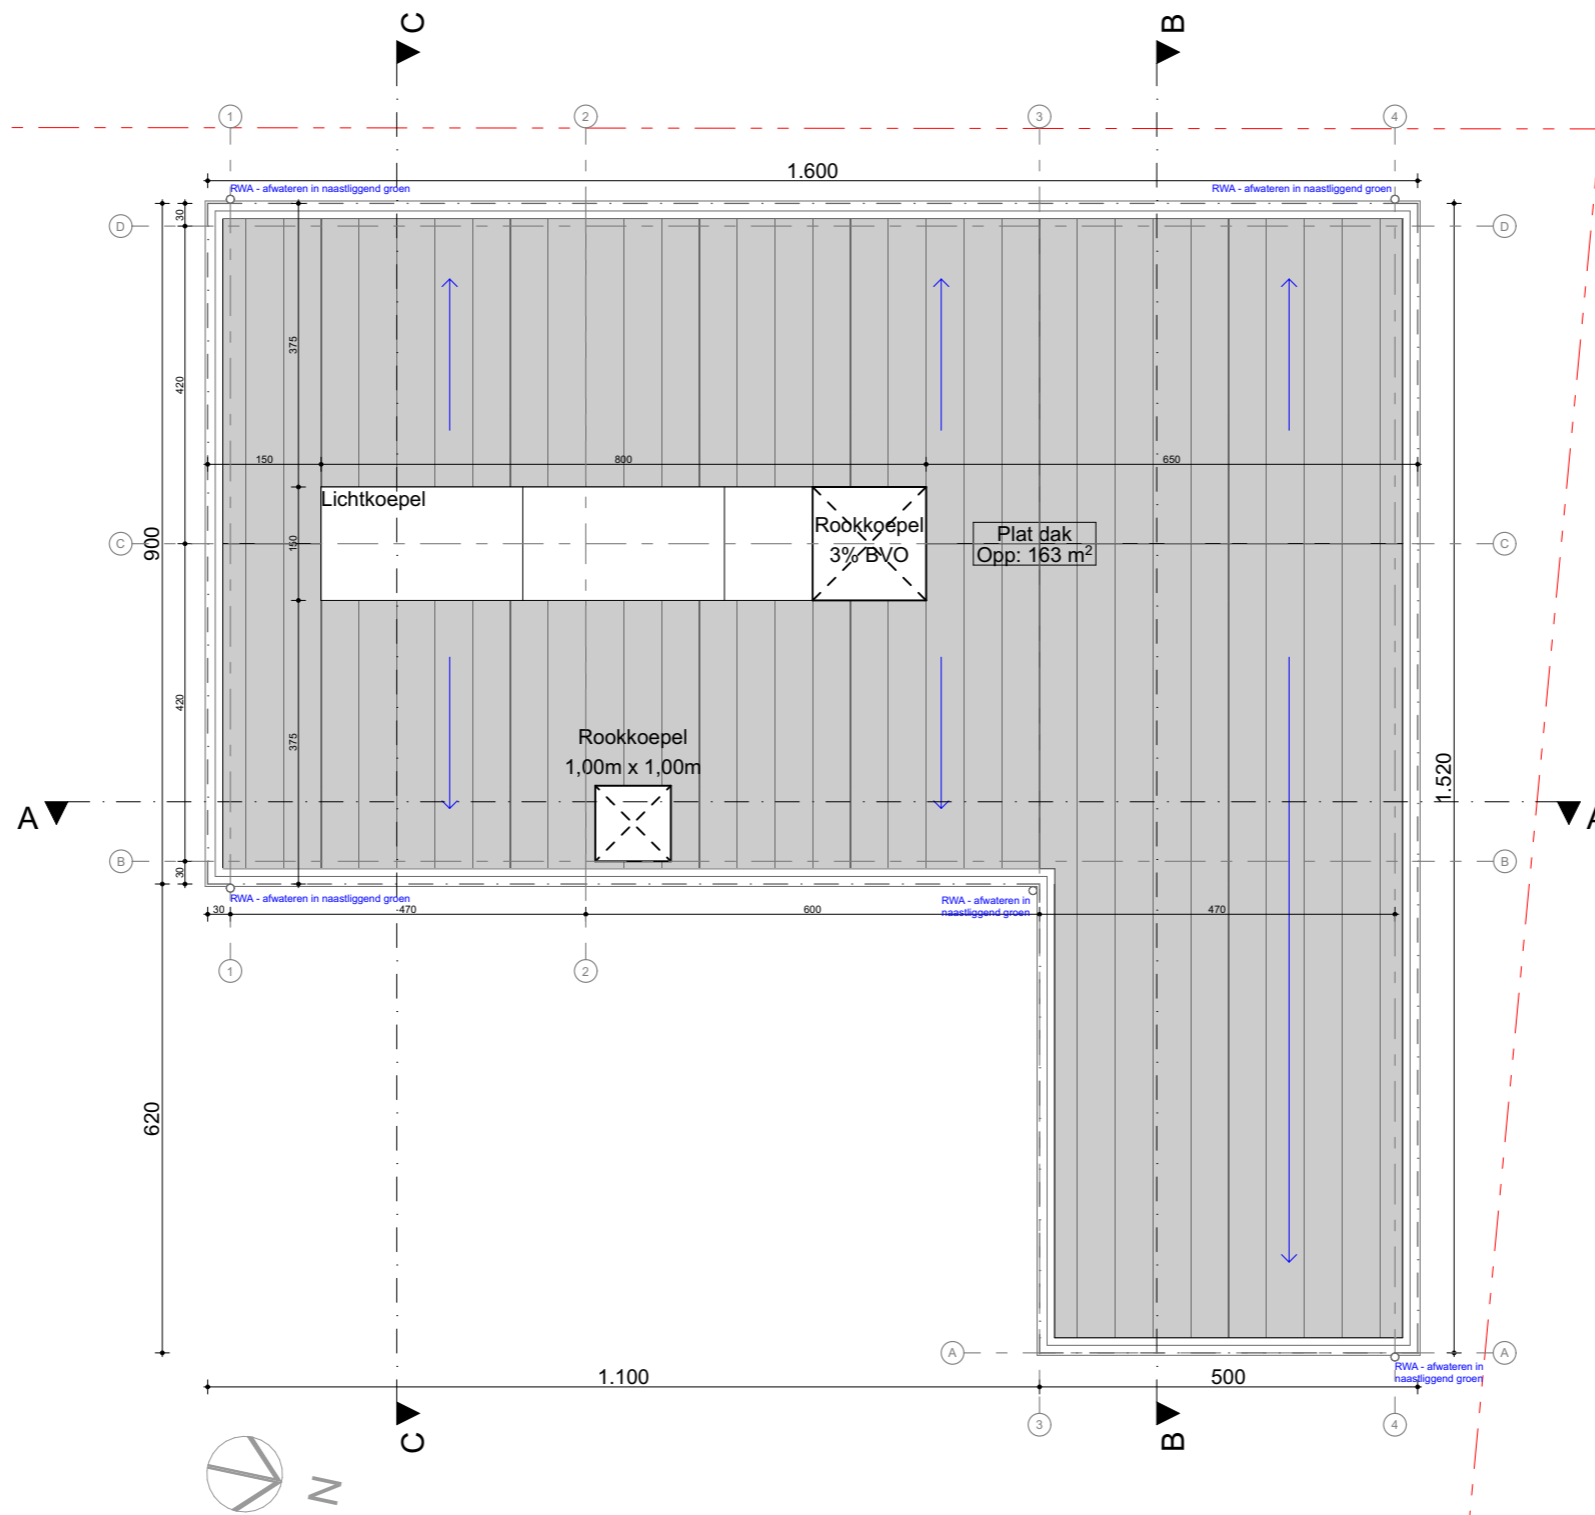 C
B
1
2
3
4
1.600
RWA - afwateren in naastliggend groen
RWA - afwateren in naastliggend groen
30
D
D
375
420
150
800
650
Lichtkoepel
Rookkoepel
3% BVO
Plat dak
Opp: 163 m²
900
C
150
C
420
375
Rookkoepel
1,00m x 1,00m
1.520
A
A
B
B
30
RWA - afwateren in naastliggend groen
RWA - afwateren in
naastliggend groen
30
470
600
470
1
2
620
A
A
RWA - afwateren in
naastliggend groen
1.100
500
3
4
C
B
N